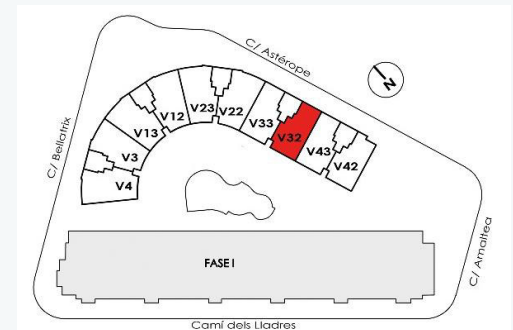 C/ Astérope
N
C/ Bellatrix
V23
V22
V12
V33
V13
V32
V3
V43
V42
V4
C/ Amaltea
FASE I
Camí dels Lladres